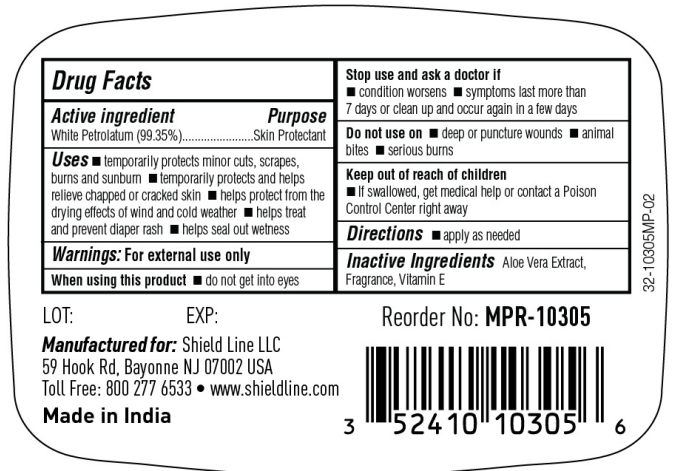 Drug Facts
Active ingredient Purpose
White Petrolatum (99.35%).......................Skin Protectant
Uses ■ temporarily protects minor cuts, scrapes,
burns and sunburn ■ temporarily protects and helps
relieve chapped or cracked skin ■ helps protect from the
drying effects of wind and cold weather ■ helps treat
and prevent diaper rash ■ helps seal out wetness
Warnings: For external use only
When using this product ■ do not get into eyes
Stop use and ask a doctor if
■ condition worsens ■ symptoms last more than
7 days or clean up and occur again in a few days
Do not use on ■ deep or puncture wounds ■ animal
bites ■ serious burns
Keep out of reach of children
■ If swallowed, get medical help or contact a Poison
Control Center right away
Directions ■ apply as needed
Inactive Ingredients Aloe Vera Extract,
Fragrance, Vitamin E
32-10305MP-02
LOT: EXP:
Manufactured for: Shield Line LLC
59 Hook Rd, Bayonne NJ 07002 USA
Toll Free: 800 277 6533 • www.shieldline.com
Made in India
Reorder No: MPR-10305
3 52410 10305 6